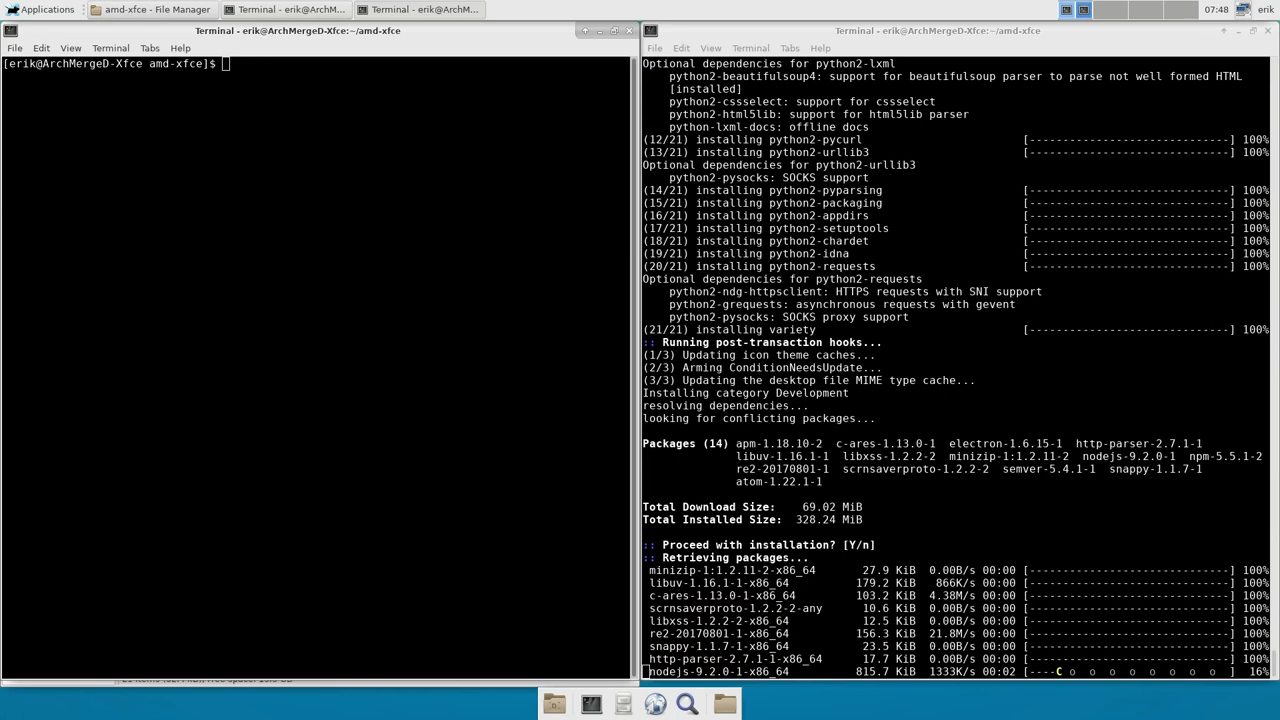 Applications
amd-xfce - File Manager
Terminal - erik@ArchM...
Terminal - erik@ArchM...
07:48
erik
Terminal - erik@ArchMergeD-Xfce:~/amd-xfce
File Edit View Terminal Tabs Help
[erik@ArchMergeD-Xfce amd-xfce]$
Terminal - erik@ArchMergeD-Xfce:~/amd-xfce
File Edit View Terminal Tabs Help
Optional dependencies for python2-lxml
python2-beautifulsoup4: support for beautifulsoup parser to parse not well formed HTML
[installed]
python2-cssselect: support for cssselect
python2-html5lib: support for html5lib parser
python-lxml-docs: offline docs
(12/21) installing python2-pycurl [-----------------------------] 100%
(13/21) installing python2-urllib3 [-----------------------------] 100%
Optional dependencies for python2-urllib3
python2-pysocks: SOCKS support
(14/21) installing python2-pyparsing [-----------------------------] 100%
(15/21) installing python2-packaging [-----------------------------] 100%
(16/21) installing python2-appdirs [-----------------------------] 100%
(17/21) installing python2-setuptools [-----------------------------] 100%
(18/21) installing python2-chardet [-----------------------------] 100%
(19/21) installing python2-idna [-----------------------------] 100%
(20/21) installing python2-requests [-----------------------------] 100%
Optional dependencies for python2-requests
python2-ndg-httpsclient: HTTPS requests with SNI support
python2-grequests: asynchronous requests with gevent
python2-pysocks: SOCKS proxy support
(21/21) installing variety [-----------------------------] 100%
:: Running post-transaction hooks...
(1/3) Updating icon theme caches...
(2/3) Arming ConditionNeedsUpdate...
(3/3) Updating the desktop file MIME type cache...
Installing category Development
resolving dependencies...
looking for conflicting packages...
Packages (14) apm-1.18.10-2 c-ares-1.13.0-1 electron-1.6.15-1 http-parser-2.7.1-1
libuv-1.16.1-1 libxss-1.2.2-2 minizip-1:1.2.11-2 nodejs-9.2.0-1 npm-5.5.1-2
re2-20170801-1 scrnsaverproto-1.2.2-2 semver-5.4.1-1 snappy-1.1.7-1
atom-1.22.1-1
Total Download Size: 69.02 MiB
Total Installed Size: 328.24 MiB
:: Proceed with installation? [Y/n]
:: Retrieving packages...
minizip-1:1.2.11-2-x86_64 27.9 KiB 0.00B/s 00:00 [-----------------------------] 100%
libuv-1.16.1-1-x86_64 179.2 KiB 866K/s 00:00 [-----------------------------] 100%
c-ares-1.13.0-1-x86_64 103.2 KiB 4.38M/s 00:00 [-----------------------------] 100%
scrnsaverproto-1.2.2-2-any 10.6 KiB 0.00B/s 00:00 [-----------------------------] 100%
libxss-1.2.2-2-x86_64 12.5 KiB 0.00B/s 00:00 [-----------------------------] 100%
re2-20170801-1-x86_64 156.3 KiB 21.8M/s 00:00 [-----------------------------] 100%
snappy-1.1.7-1-x86_64 23.5 KiB 0.00B/s 00:00 [-----------------------------] 100%
http-parser-2.7.1-1-x86_64 17.7 KiB 0.00B/s 00:00 [-----------------------------] 100%
nodejs-9.2.0-1-x86_64 815.7 KiB 1333K/s 00:02 [----C o o o o o o o o ] 16%